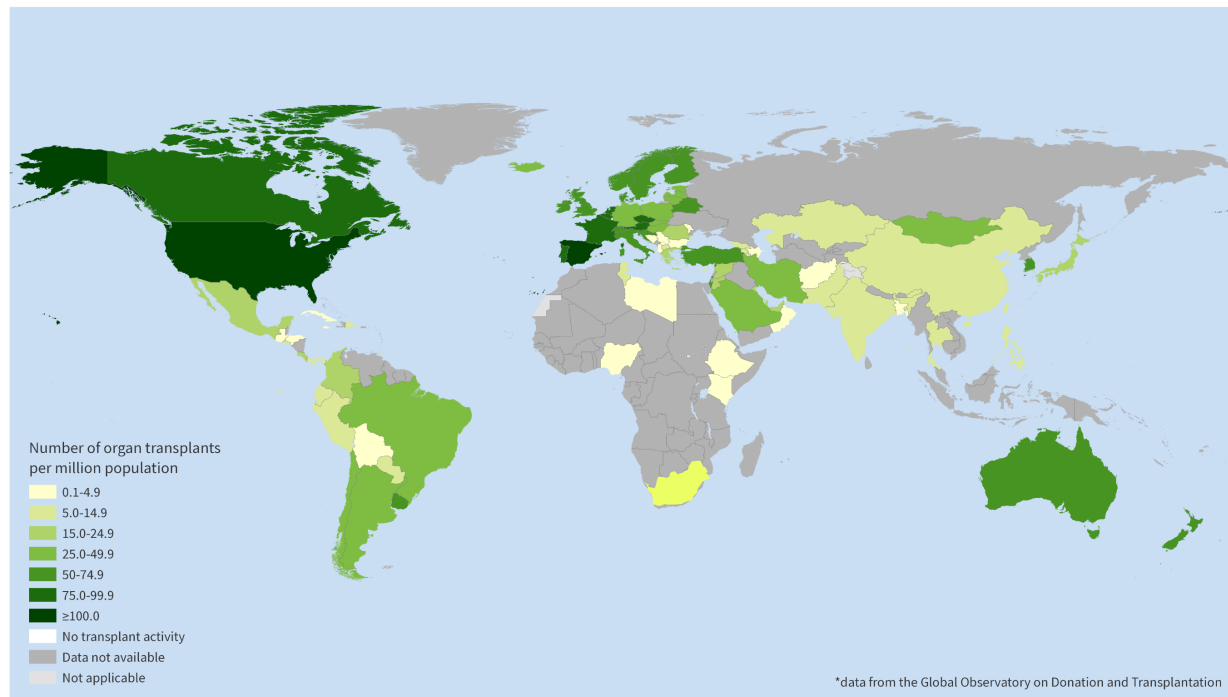 Number of organ transplants
per million population
0.1-4.9
5.0-14.9
15.0-24.9
25.0-49.9
50-74.9
75.0-99.9
≥100.0
No transplant activity
Data not available
Not applicable
*data from the Global Observatory on Donation and Transplantation